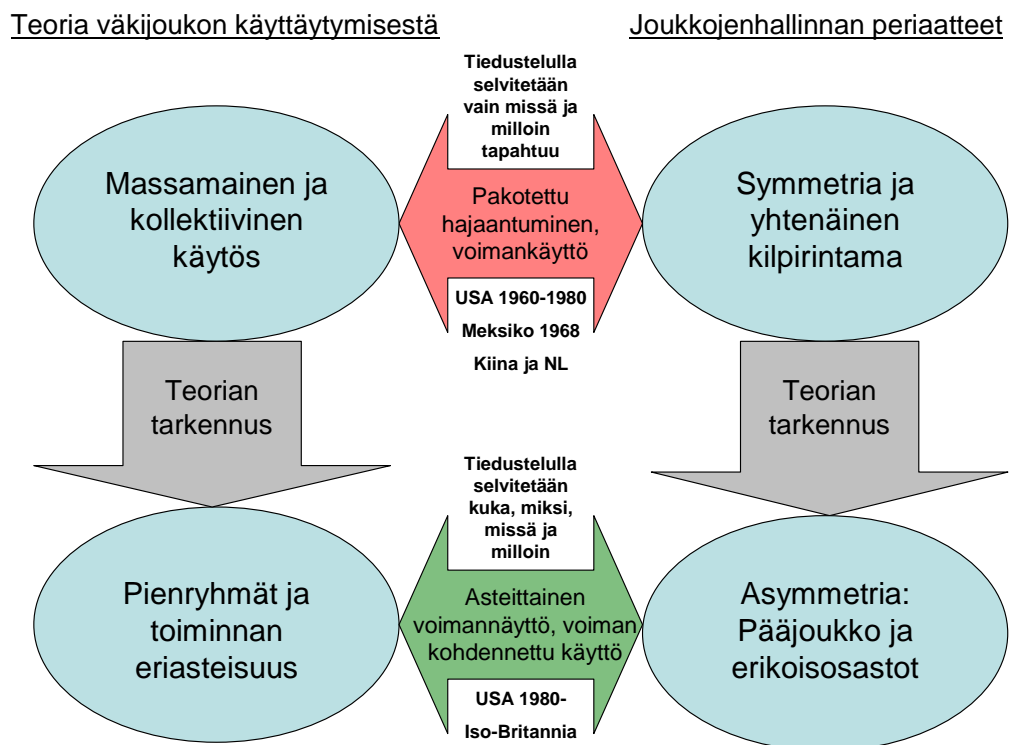 Teoria väkijoukon käyttäytymisestä
Joukkojenhallinnan periaatteet
Tiedustelulla
selvitetään
vain missä ja
milloin
tapahtuu
Massamainen ja
kollektiivinen
käytös
Pakotettu
hajaantuminen,
voimankäyttö
Symmetria ja
yhtenäinen
kilpirintama
USA 1960-1980
Meksiko 1968
Kiina ja NL
Teorian
tarkennus
Teorian
tarkennus
Tiedustelulla
selvitetään
kuka, miksi,
missä ja
milloin
Pienryhmät ja
toiminnan
eriasteisuus
Asteittainen
voimannäyttö, voiman
kohdennettu käyttö
Asymmetria:
Pääjoukko ja
erikoisosastot
USA 1980-
Iso-Britannia